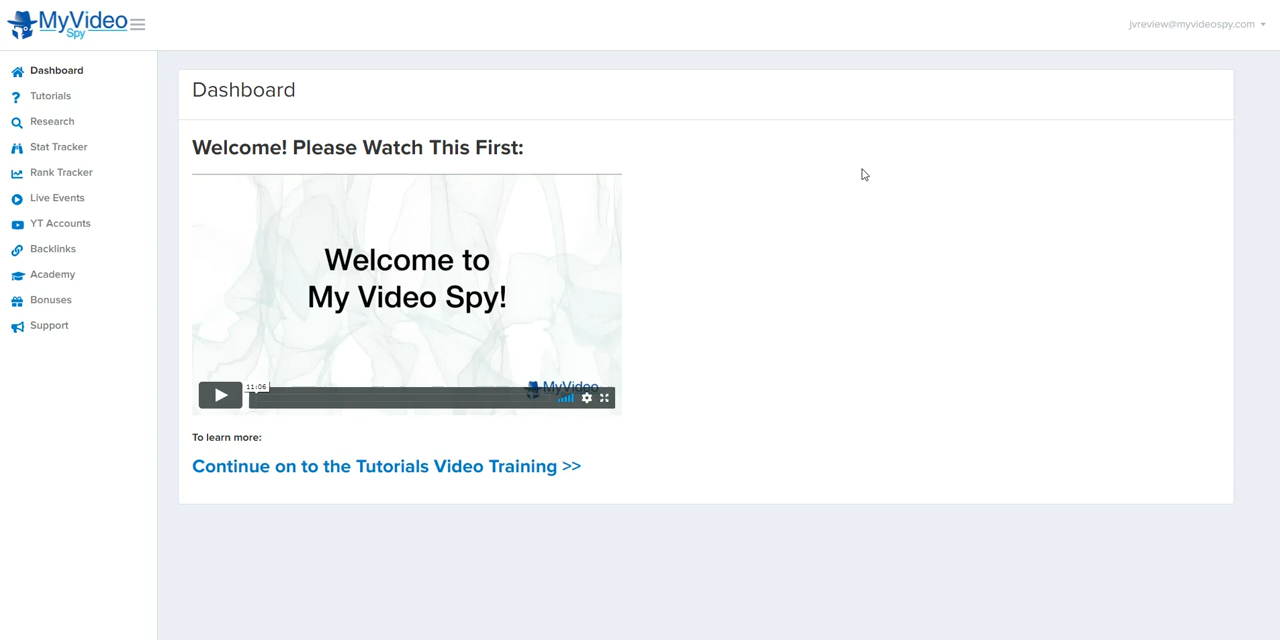 MyVideo
Spy
jvreview@myvideospy.com
Dashboard
Tutorials
Research
Stat Tracker
Rank Tracker
Live Events
YT Accounts
Backlinks
Academy
Bonuses
Support
Dashboard
Welcome! Please Watch This First:
Welcome to
My Video Spy!
11:06
MyVideo
To learn more:
Continue on to the Tutorials Video Training >>